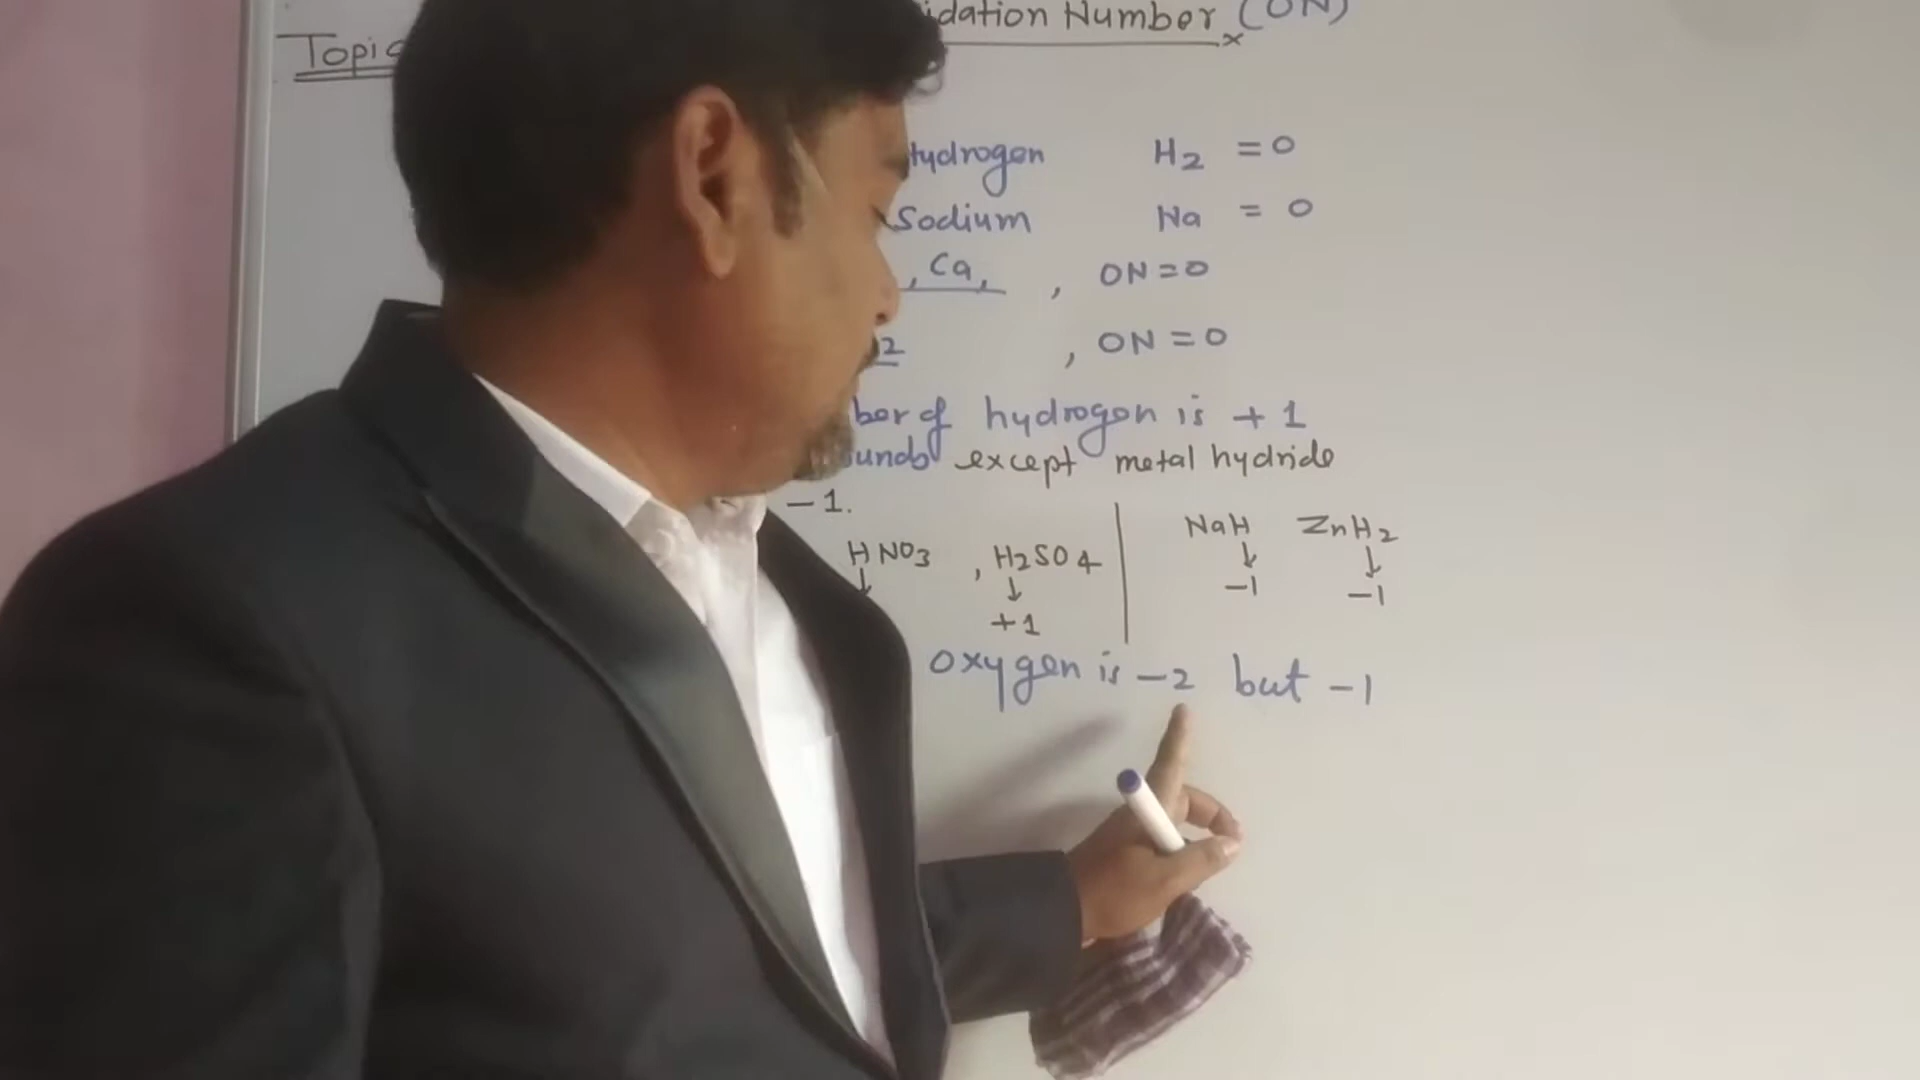 Topic idation Number (ON)
Hydrogen H2 = 0
Sodium Na = 0
, Ca, , ON = 0
2 , ON = 0
ber of hydrogen is +1
ounds except metal hydride
-1.
HNO3 , H2SO4 | NaH ZnH2
↓ ↓ ↓ ↓
+1 -1 -1
oxygen is -2 but -1